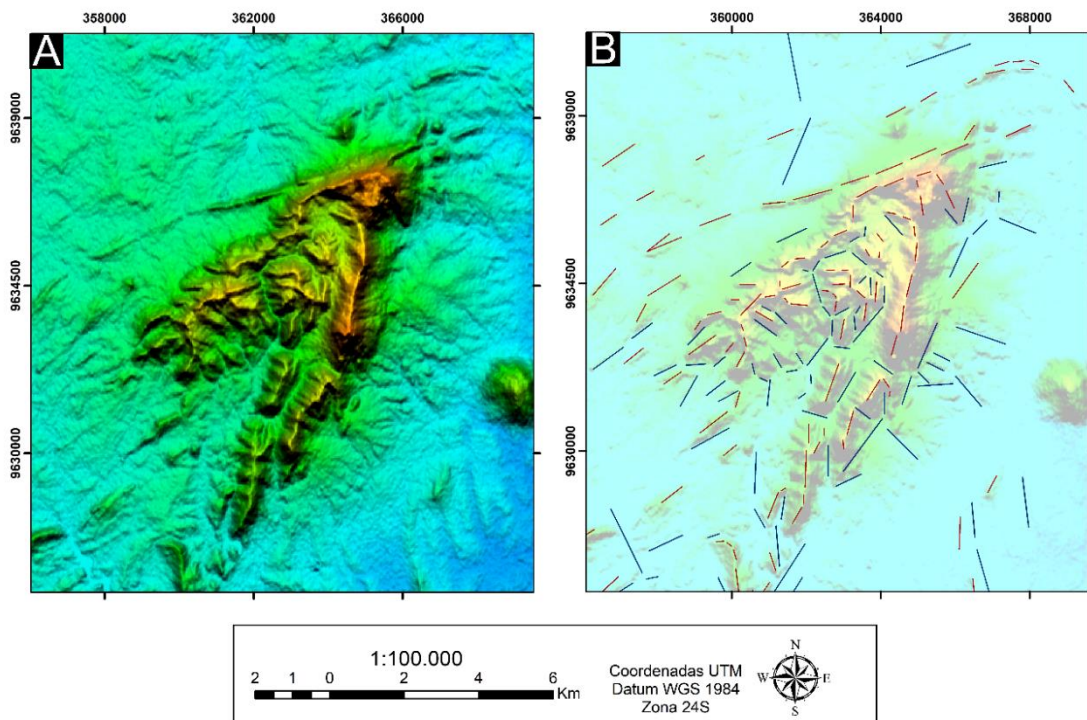 358000 362000 366000
360000 364000 368000
A
B
9639000
9634500
9630000
9639000
9634500
9630000
1:100.000
2 1 0 2 4 6
Km
Coordenadas UTM
Datum WGS 1984
Zona 24S
N
W E
S